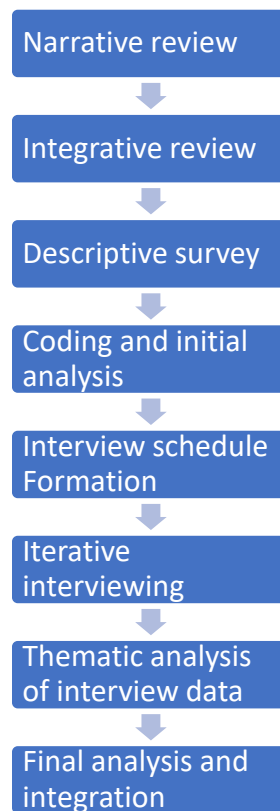 Narrative review
Integrative review
Descriptive survey
Coding and initial
analysis
Interview schedule
Formation
Iterative
interviewing
Thematic analysis
of interview data
Final analysis and
integration